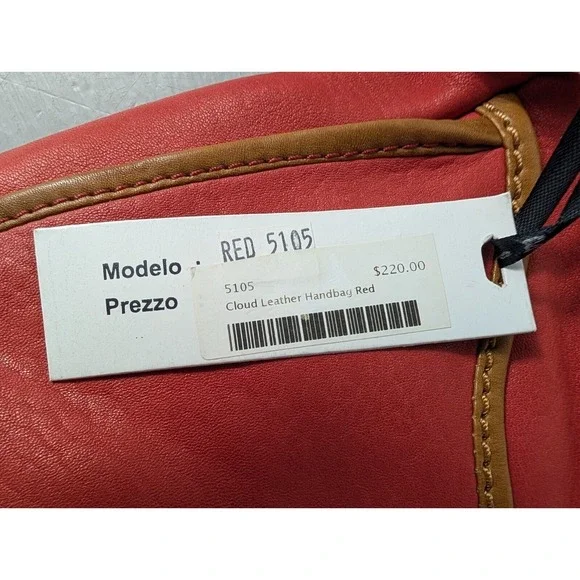 Modelo : RED 5105
Prezzo
5105 $220.00
Cloud Leather Handbag Red